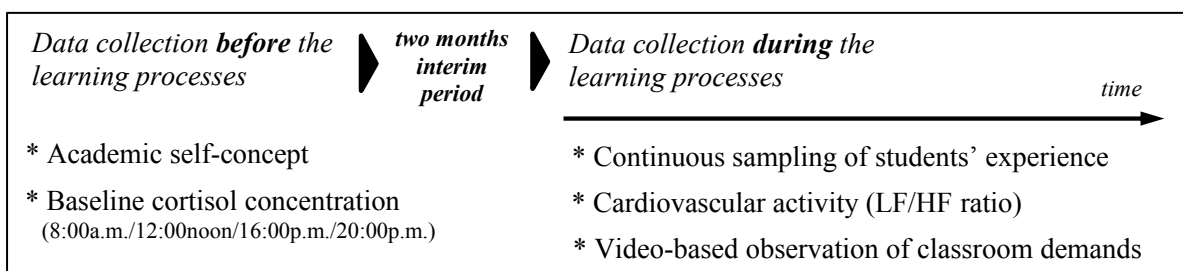 Data collection before the
learning processes
two months
interim
period
Data collection during the
learning processes
time
* Academic self-concept
* Baseline cortisol concentration
(8:00a.m./12:00noon/16:00p.m./20:00p.m.)
* Continuous sampling of students’ experience
* Cardiovascular activity (LF/HF ratio)
* Video-based observation of classroom demands